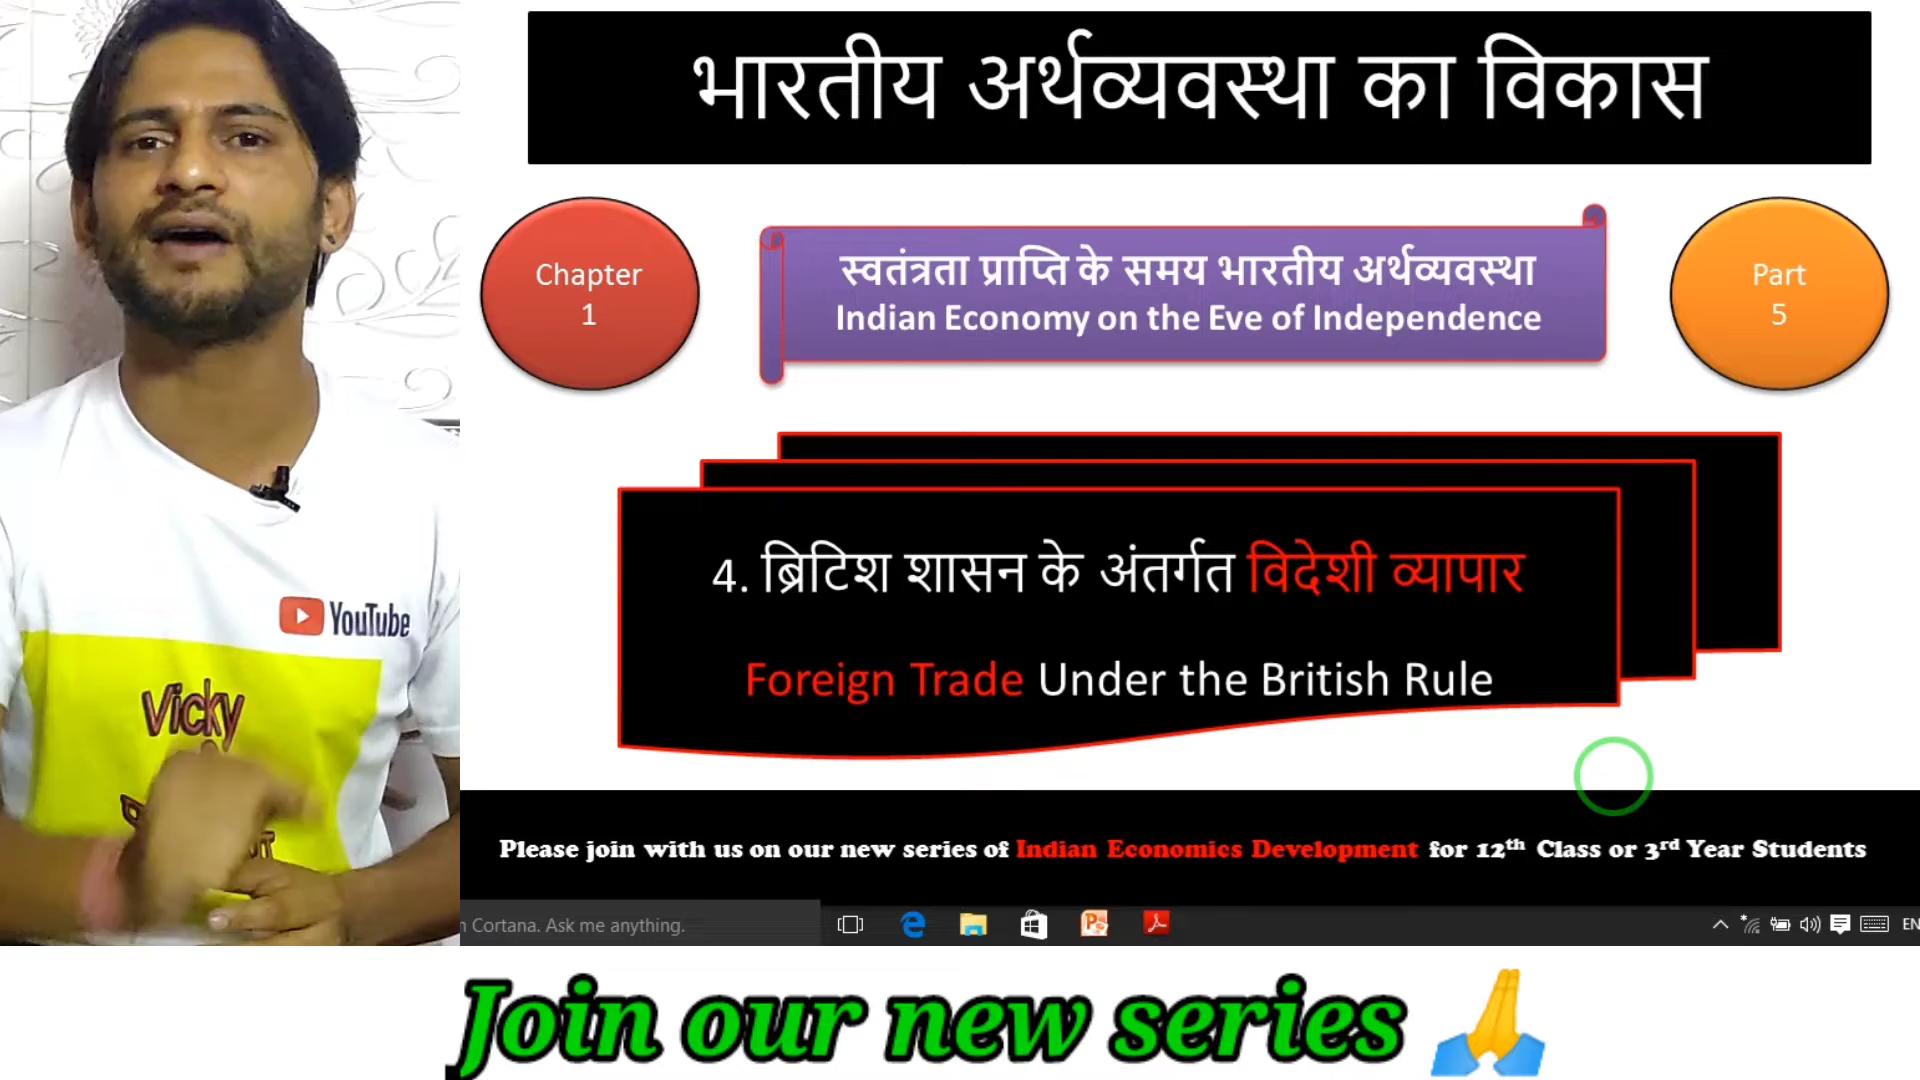 भारतीय अर्थव्यवस्था का विकास
Chapter
1
स्वतंत्रता प्राप्ति के समय भारतीय अर्थव्यवस्था
Indian Economy on the Eve of Independence
Part
5
4. ब्रिटिश शासन के अंतर्गत विदेशी व्यापार
Foreign Trade Under the British Rule
YouTube
Vicky
Please join with us on our new series of Indian Economics Development for 12th Class or 3rd Year Students
Cortana. Ask me anything.
EN
Join our new series 🙏